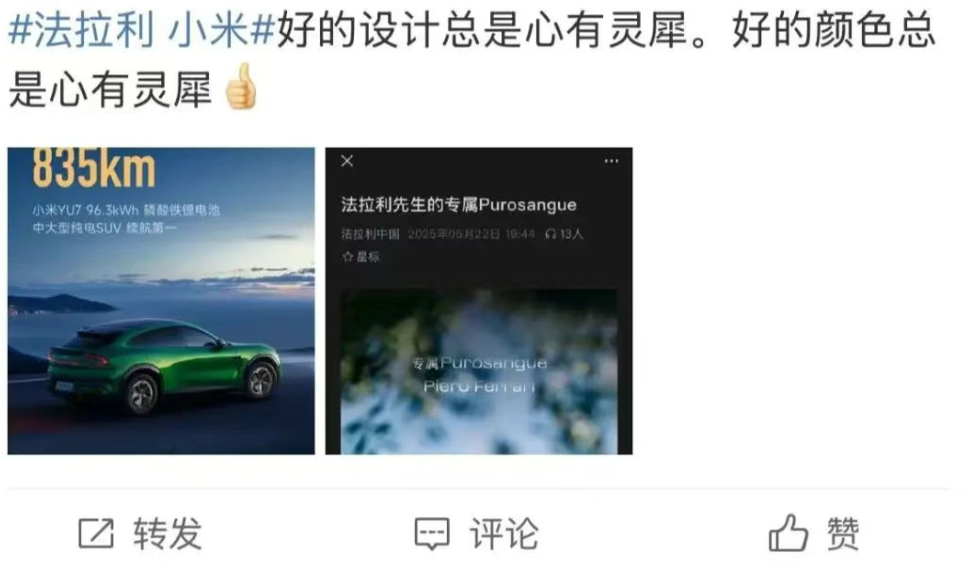 #法拉利 小米#好的设计总是心有灵犀。好的颜色总
是心有灵犀👍
835km
小米YU7 96.3kWh 磷酸铁锂电池
中大型纯电SUV 续航第一
法拉利先生的专属Purosangue
法拉利中国 2025年05月22日 19:44 13人
星标
专属Purosangue
Piero Ferrari
转发
评论
赞